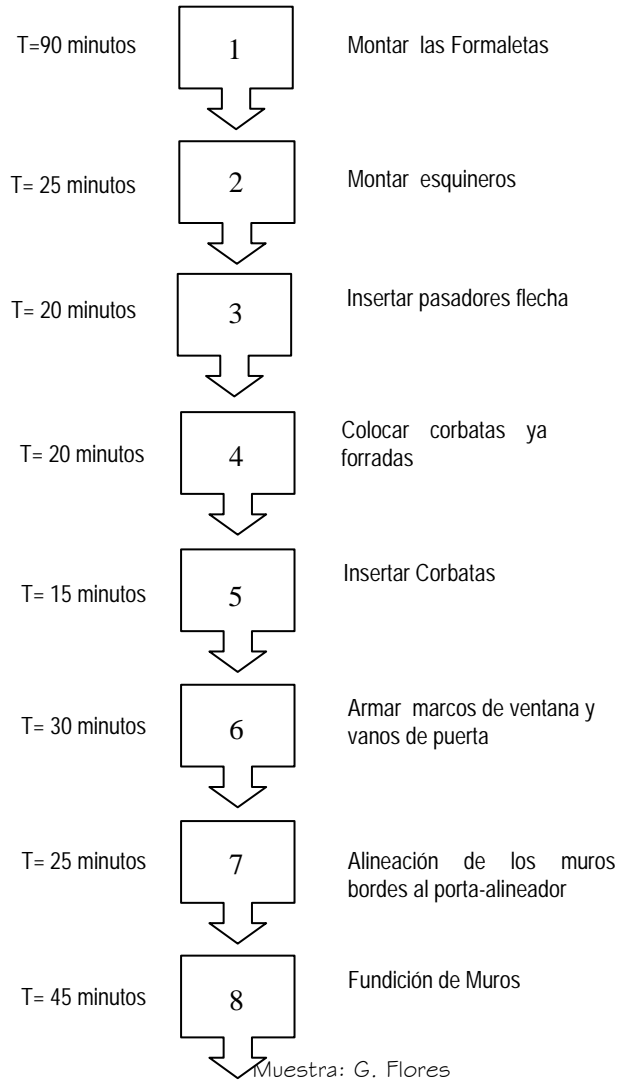 T=90 minutos 1 Montar las Formaletas
T= 25 minutos 2 Montar esquineros
T= 20 minutos 3 Insertar pasadores flecha
T= 20 minutos 4 Colocar corbatas ya
forradas
T= 15 minutos 5 Insertar Corbatas
T= 30 minutos 6 Armar marcos de ventana y
vanos de puerta
T= 25 minutos 7 Alineación de los muros
bordes al porta-alineador
T= 45 minutos 8 Fundición de Muros
Muestra: G. Flores